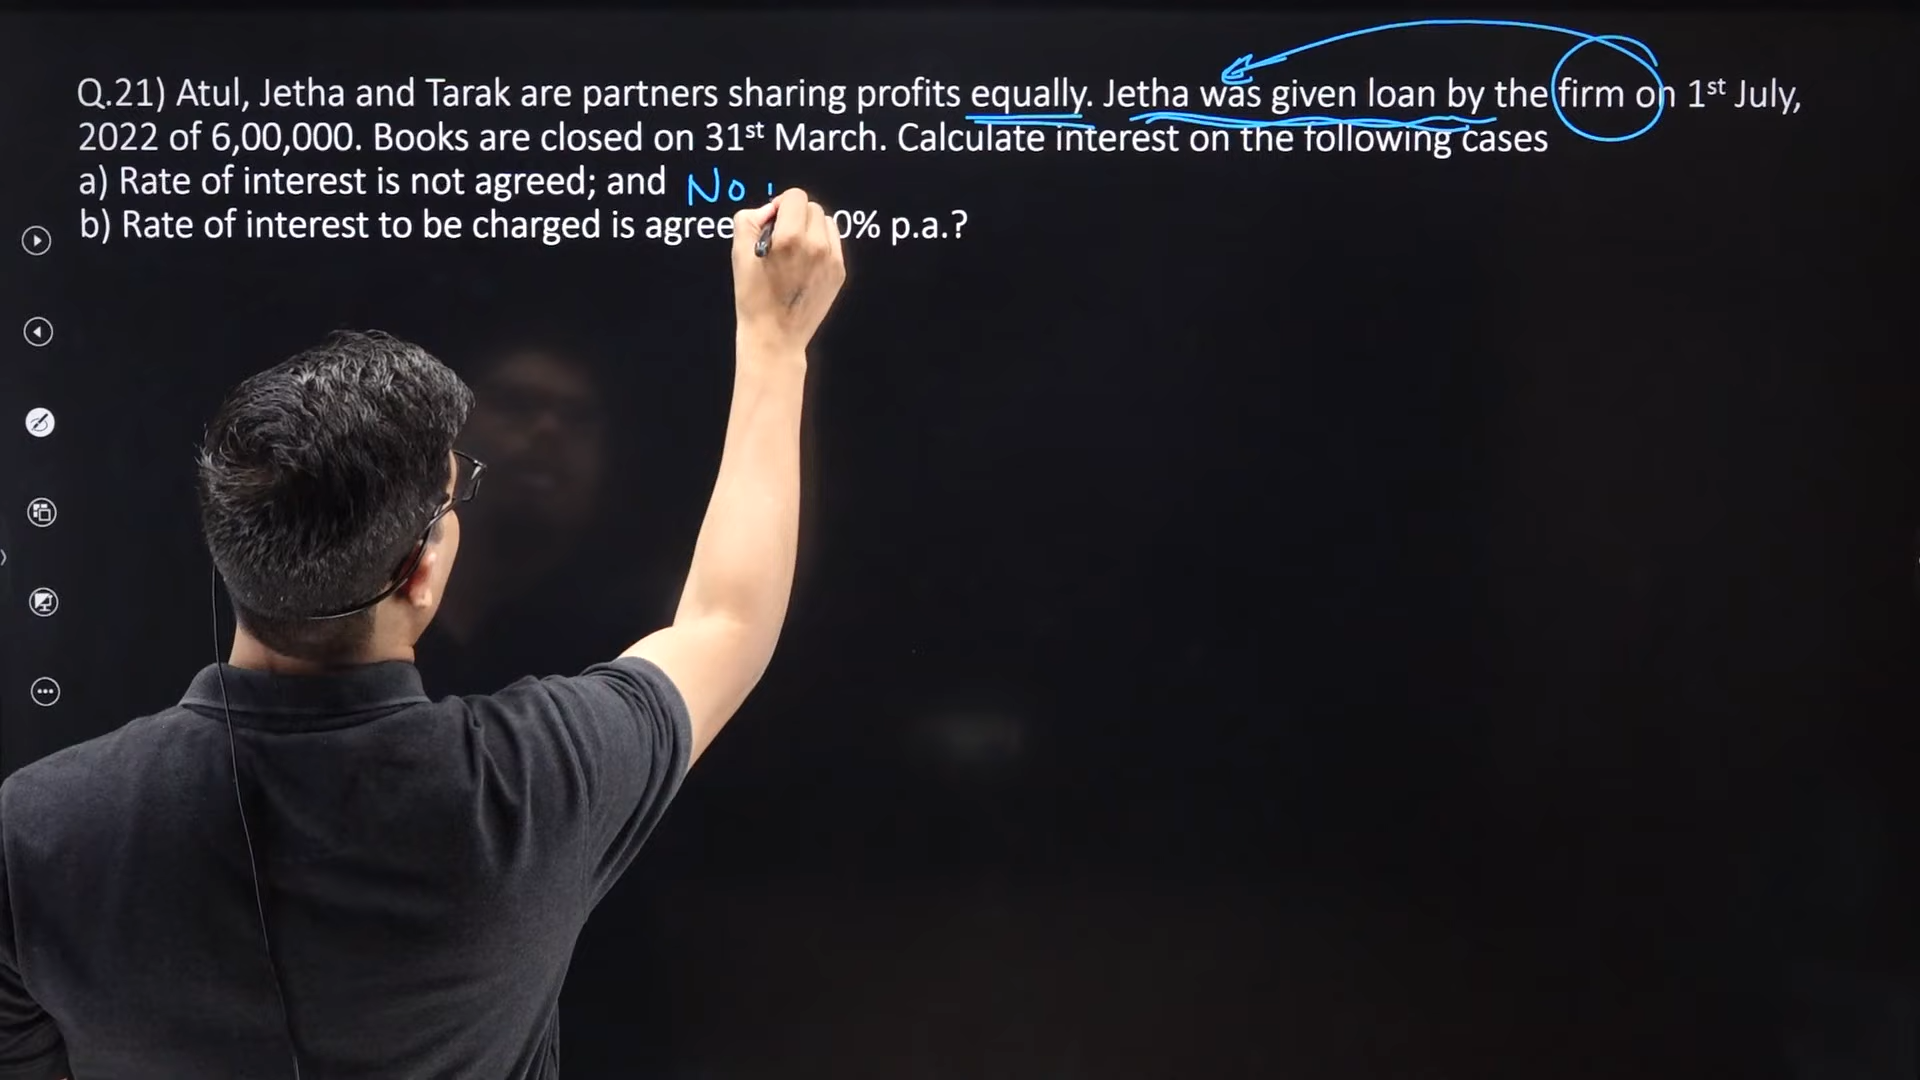 Q.21) Atul, Jetha and Tarak are partners sharing profits equally. Jetha was given loan by the firm on 1st July,
2022 of 6,00,000. Books are closed on 31st March. Calculate interest on the following cases
a) Rate of interest is not agreed; and No
b) Rate of interest to be charged is 0% p.a.?